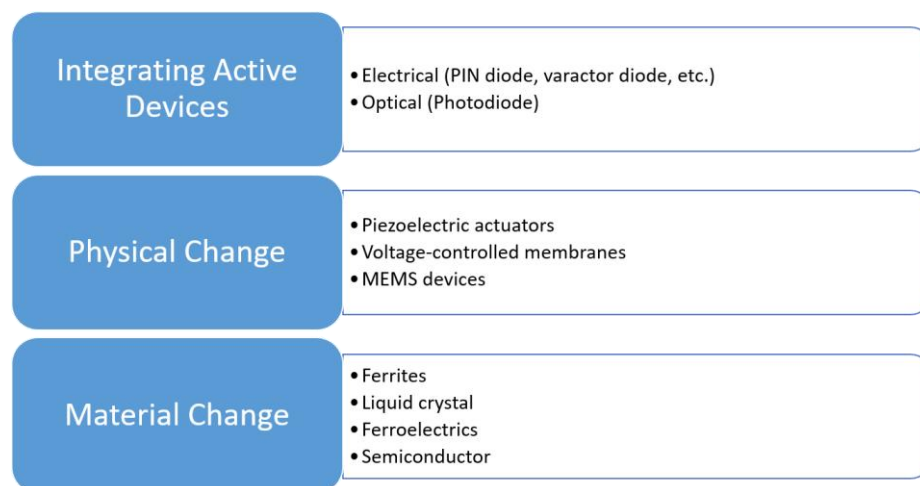 Integrating Active
Devices
• Electrical (PIN diode, varactor diode, etc.)
• Optical (Photodiode)
Physical Change
• Piezoelectric actuators
• Voltage-controlled membranes
• MEMS devices
Material Change
• Ferrites
• Liquid crystal
• Ferroelectrics
• Semiconductor